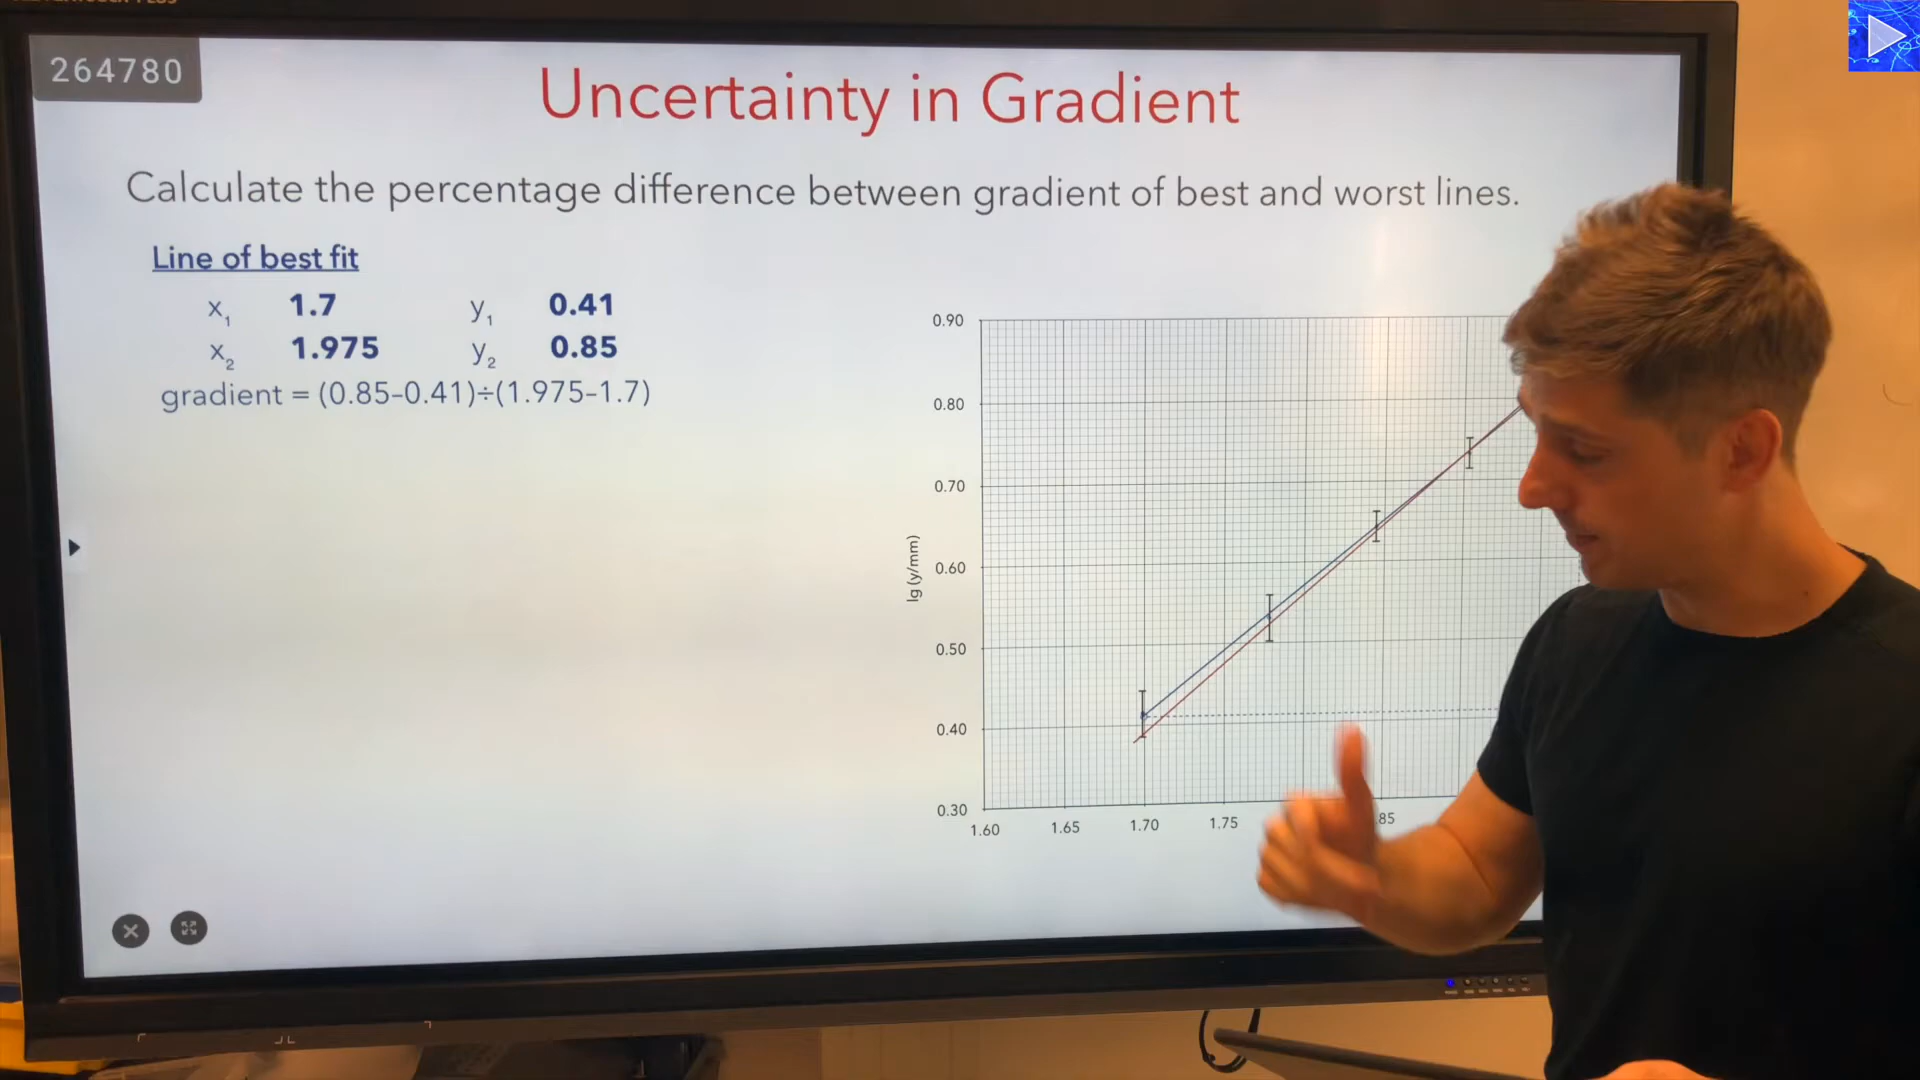 264780
Uncertainty in Gradient
Calculate the percentage difference between gradient of best and worst lines.
Line of best fit
x₁ 1.7 y₁ 0.41
x₂ 1.975 y₂ 0.85
gradient = (0.85-0.41)÷(1.975-1.7)
0.90
0.80
0.70
0.60
0.50
0.40
0.30
lg (y/mm)
1.60 1.65 1.70 1.75 .85